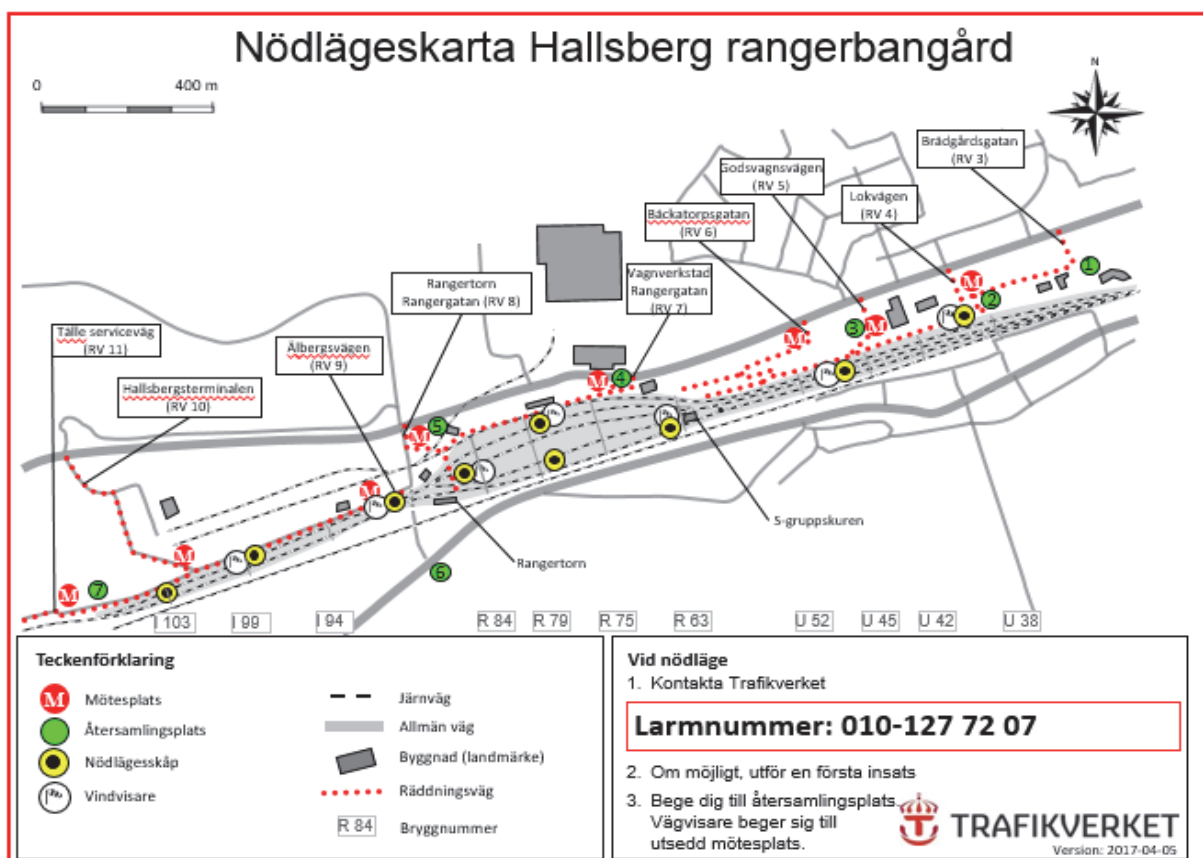 Nödlägeskarta Hallsberg rangerbangård
0
400 m
N
Brädgårdsgatan
(RV 3)
Godsvagnsvägen
(RV 5)
Lokvägen
(RV 4)
Bäckatorpsgatan
(RV 6)
Vagnverkstad
Rangergatan
(RV 7)
Rangertorn
Rangergatan (RV 8)
Tälle serviceväg
(RV 11)
Älbergsvägen
(RV 9)
Hallsbergsterminalen
(RV 10)
1
M
2
3
M
M
4
M
5
M
M
M
6
7
M
S-gruppskuren
Rangertorn
I 103
I 99
I 94
R 84
R 79
R 75
R 63
U 52
U 45
U 42
U 38
Teckenförklaring
M Mötesplats
Återsamlingsplats
Nödlägesskåp
Vindvisare
Järnväg
Allmän väg
Byggnad (landmärke)
Räddningsväg
R 84 Bryggnummer
Vid nödläge
1. Kontakta Trafikverket
Larmnummer: 010-127 72 07
2. Om möjligt, utför en första insats
3. Bege dig till återsamlingsplats.
Vägvisare beger sig till
utsedd mötesplats.
TRAFIKVERKET
Version: 2017-04-05